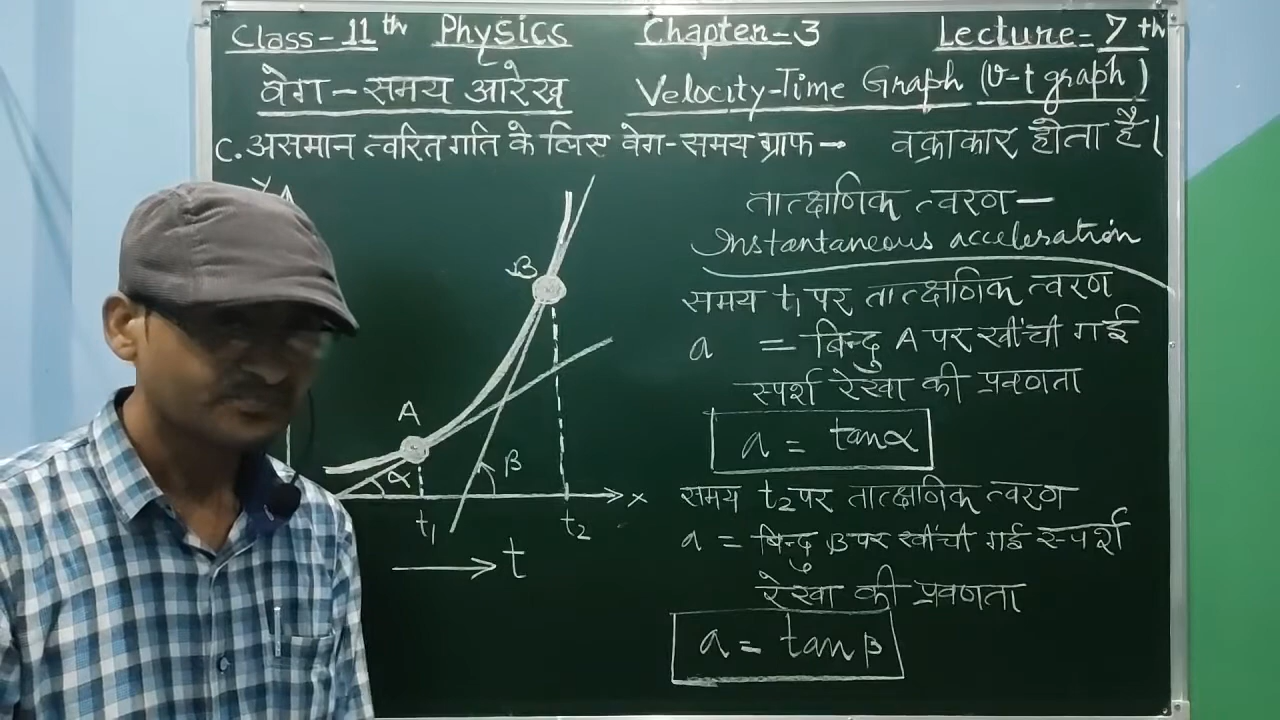 Class-11th Physics Chapter-3 Lecture-7th
वेग-समय आरेख Velocity-Time Graph (v-t graph)
C. असमान त्वरित गति के लिए वेग-समय ग्राफ → वक्राकार होता है।
तात्क्षणिक त्वरण-
Instantaneous acceleration
समय t₁ पर तात्क्षणिक त्वरण
a = बिन्दु A पर खींची गई
स्पर्श रेखा की प्रवणता
a = tanα
समय t₂ पर तात्क्षणिक त्वरण
a = बिन्दु B पर खींची गई स्पर्श
रेखा की प्रवणता
a = tanβ
Y
B
A
α
β
X
t₁
t₂
t